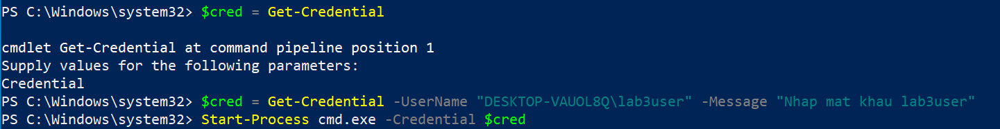 PS C:\Windows\system32> $cred = Get-Credential
cmdlet Get-Credential at command pipeline position 1
Supply values for the following parameters:
Credential
PS C:\Windows\system32> $cred = Get-Credential -UserName "DESKTOP-VAUOL8Q\lab3user" -Message "Nhap mat khau lab3user"
PS C:\Windows\system32> Start-Process cmd.exe -Credential $cred